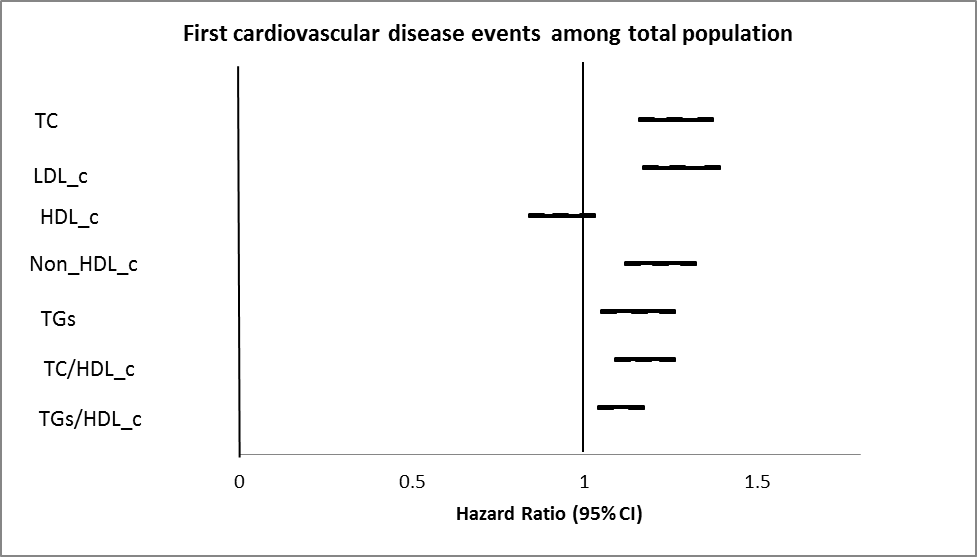 First cardiovascular disease events among total population
TC
LDL_c
HDL_c
Non_HDL_c
TGs
TC/HDL_c
TGs/HDL_c
0 0.5 1 1.5
Hazard Ratio (95% CI)